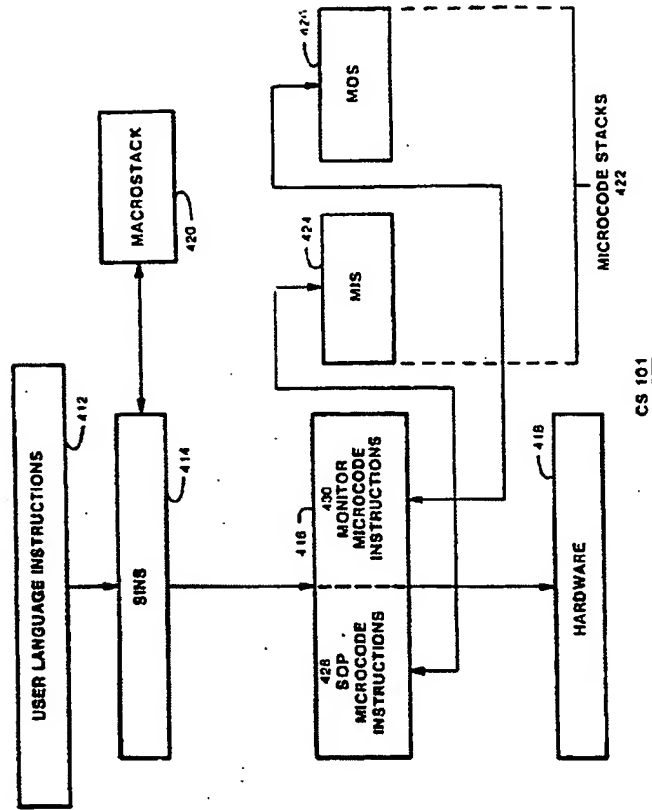 USER LANGUAGE INSTRUCTIONS
412
SINS
414
MACROSTACK
420
416
428
SOP
MICROCODE
INSTRUCTIONS
430
MONITOR
MICROCODE
INSTRUCTIONS
MIS
424
MOS
MICROCODE STACKS
422
HARDWARE
418
CS 101